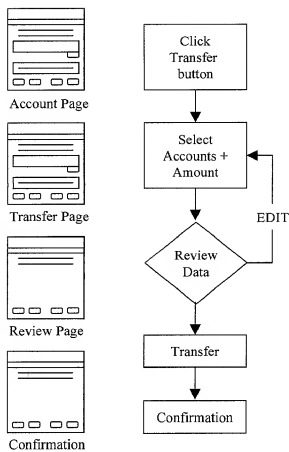 Account Page
Transfer Page
Review Page
Confirmation
Click
Transfer
button
Select
Accounts +
Amount
EDIT
Review
Data
Transfer
Confirmation